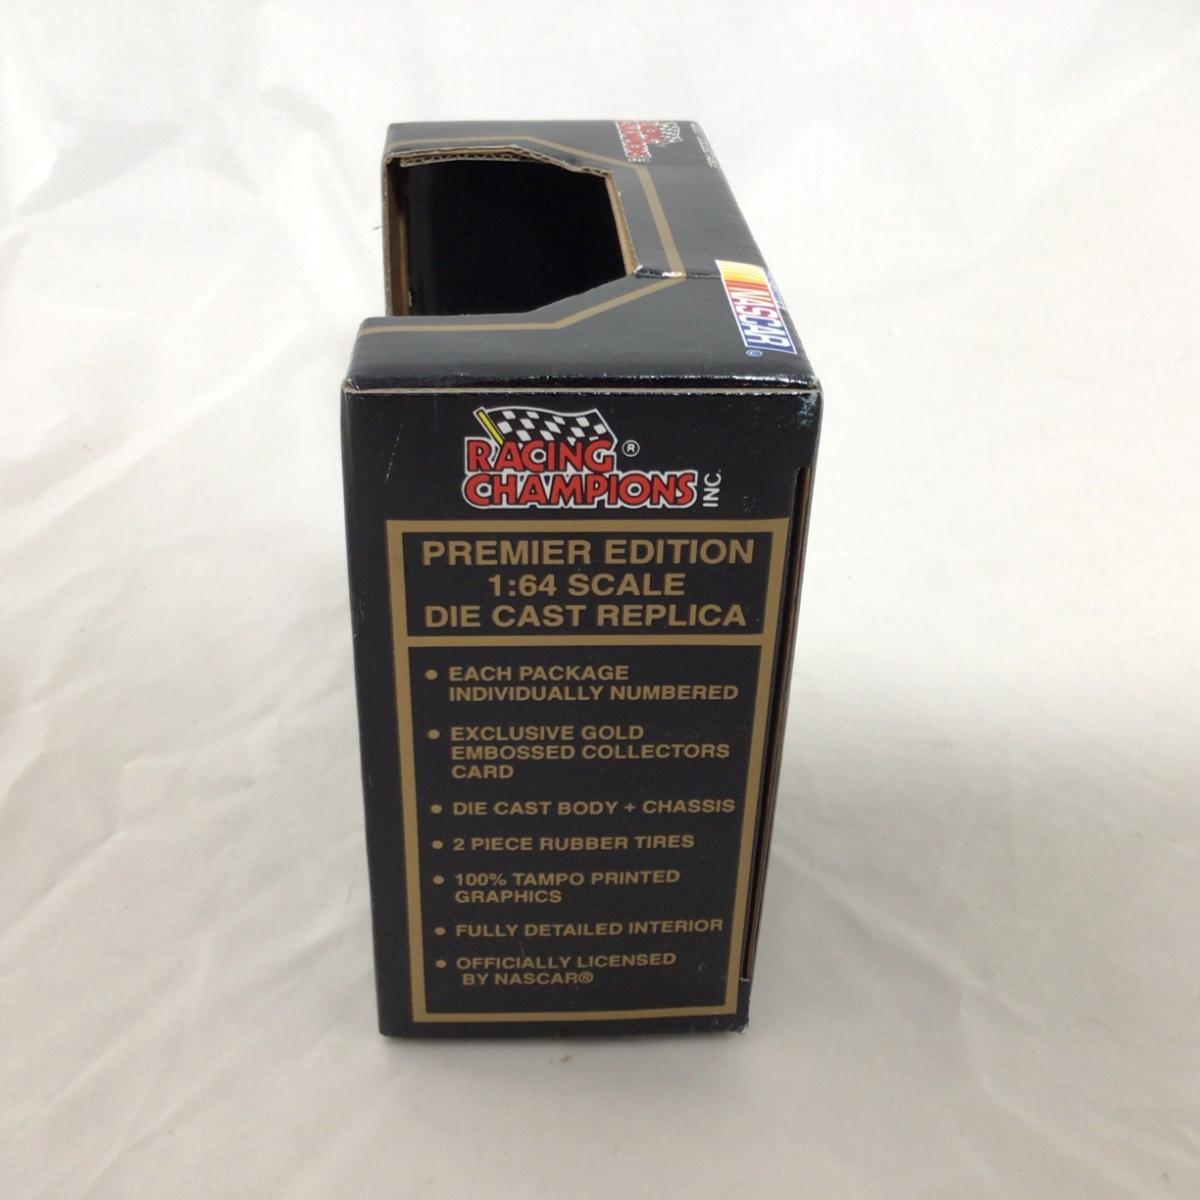 NASCAR®
RACING ®
CHAMPIONS INC.
PREMIER EDITION
1:64 SCALE
DIE CAST REPLICA
• EACH PACKAGE
INDIVIDUALLY NUMBERED
• EXCLUSIVE GOLD
EMBOSSED COLLECTORS
CARD
• DIE CAST BODY + CHASSIS
• 2 PIECE RUBBER TIRES
• 100% TAMPO PRINTED
GRAPHICS
• FULLY DETAILED INTERIOR
• OFFICIALLY LICENSED
BY NASCAR®